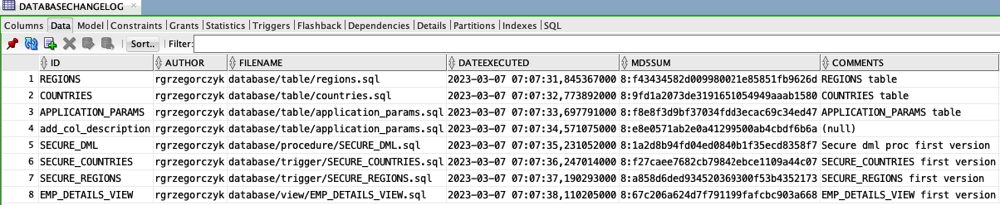 DATABASECHANGELOG
Columns Data Model Constraints Grants Statistics Triggers Flashback Dependencies Details Partitions Indexes SQL
Sort.. Filter:
ID AUTHOR FILENAME DATEEXECUTED MD5SUM COMMENTS
1 REGIONS rgrzegorczyk database/table/regions.sql 2023-03-07 07:07:31,845367000 8:f43434582d009980021e85851fb9626d REGIONS table
2 COUNTRIES rgrzegorczyk database/table/countries.sql 2023-03-07 07:07:32,773892000 8:9fd1a2073de3191651054949aaab1580 COUNTRIES table
3 APPLICATION_PARAMS rgrzegorczyk database/table/application_params.sql 2023-03-07 07:07:33,697791000 8:f8e8f3d9bf37034fdd3ecac69c34ed47 APPLICATION_PARAMS table
4 add_col_description rgrzegorczyk database/table/application_params.sql 2023-03-07 07:07:34,571075000 8:e8e0571ab2e0a41299500ab4cbdf6b6a (null)
5 SECURE_DML rgrzegorczyk database/procedure/SECURE_DML.sql 2023-03-07 07:07:35,231052000 8:1a2d8b94fd04ed0840b1f35ecd8358f7 Secure dml proc first version
6 SECURE_COUNTRIES rgrzegorczyk database/trigger/SECURE_COUNTRIES.sql 2023-03-07 07:07:36,247014000 8:f27caee7682cb79842ebce1109a44c07 SECURE_COUNTRIES first version
7 SECURE_REGIONS rgrzegorczyk database/trigger/SECURE_REGIONS.sql 2023-03-07 07:07:37,190293000 8:a858d6ded934520369300f53b4352173 SECURE_REGIONS first version
8 EMP_DETAILS_VIEW rgrzegorczyk database/view/EMP_DETAILS_VIEW.sql 2023-03-07 07:07:38,110205000 8:67c206a624d7f791199fafcbc903a668 EMP_DETAILS_VIEW first version